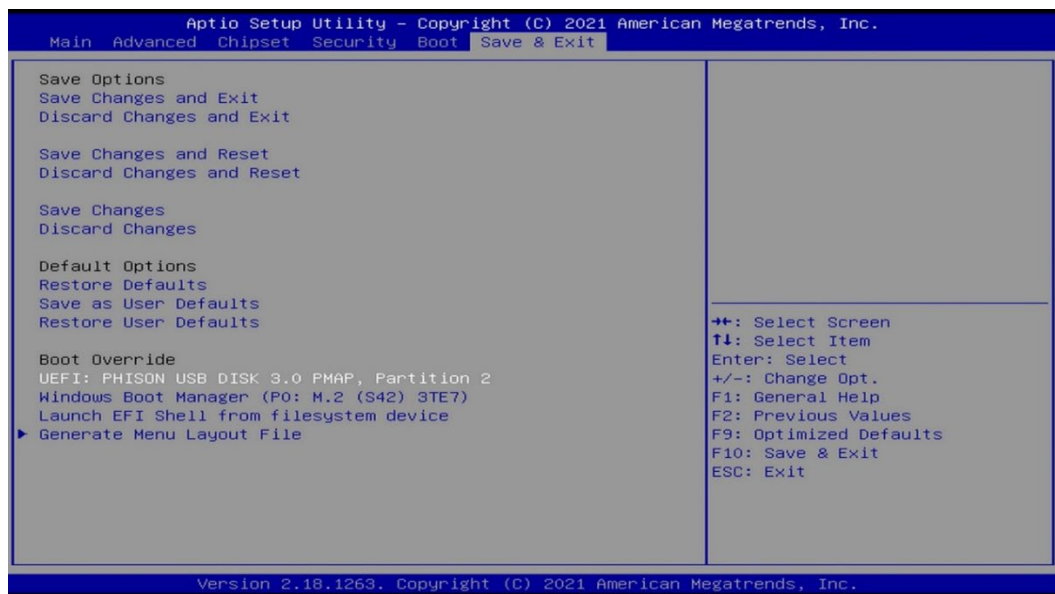 Aptio Setup Utility – Copyright (C) 2021 American Megatrends, Inc.
Main Advanced Chipset Security Boot Save & Exit
Save Options
Save Changes and Exit
Discard Changes and Exit
Save Changes and Reset
Discard Changes and Reset
Save Changes
Discard Changes
Default Options
Restore Defaults
Save as User Defaults
Restore User Defaults
Boot Override
UEFI: PHISON USB DISK 3.0 PMAP, Partition 2
Windows Boot Manager (P0: M.2 (S42) 3TE7)
Launch EFI Shell from filesystem device
▶ Generate Menu Layout File
→←: Select Screen
↑↓: Select Item
Enter: Select
+/-: Change Opt.
F1: General Help
F2: Previous Values
F9: Optimized Defaults
F10: Save & Exit
ESC: Exit
Version 2.18.1263. Copyright (C) 2021 American Megatrends, Inc.